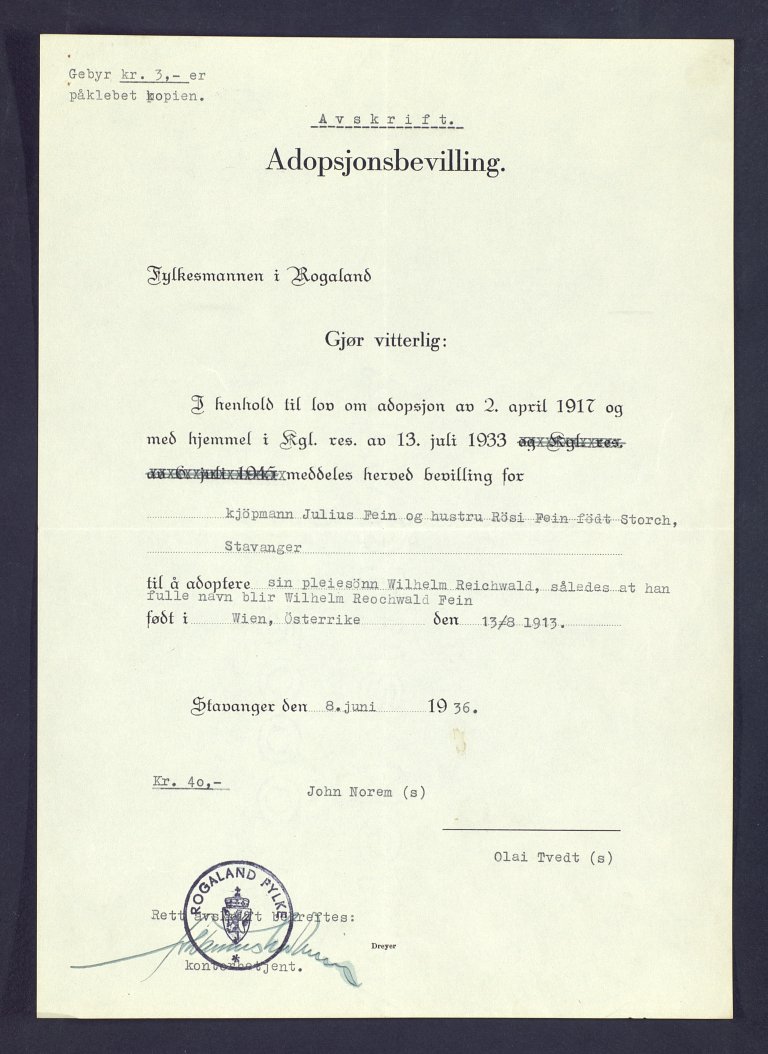 Gebyr kr. 3,- er
påklebet kopien.
Avskrift.
Adopsjonsbevilling.
Fylkesmannen i Rogaland
Gjør vitterlig:
I henhold til lov om adopsjon av 2. april 1917 og
med hjemmel i Kgl. res. av 13. juli 1933 og Kgl. res.
av 6. juli 1945 meddeles herved bevilling for
kjöpmann Julius Fein og hustru Rösi Fein födt Storch,
Stavanger
til å adoptere sin pleiesönn Wilhelm Reichwald, således at han
fulle navn blir Wilhelm Reochwald Fein
født i Wien, Österrike den 13/8 1913.
Stavanger den 8.juni 1936.
Kr. 4o,-
John Norem (s)
Olai Tvedt (s)
ROGALAND FYLKE
Rett avskrift bekreftes:
Dreyer
kontorbetjent.